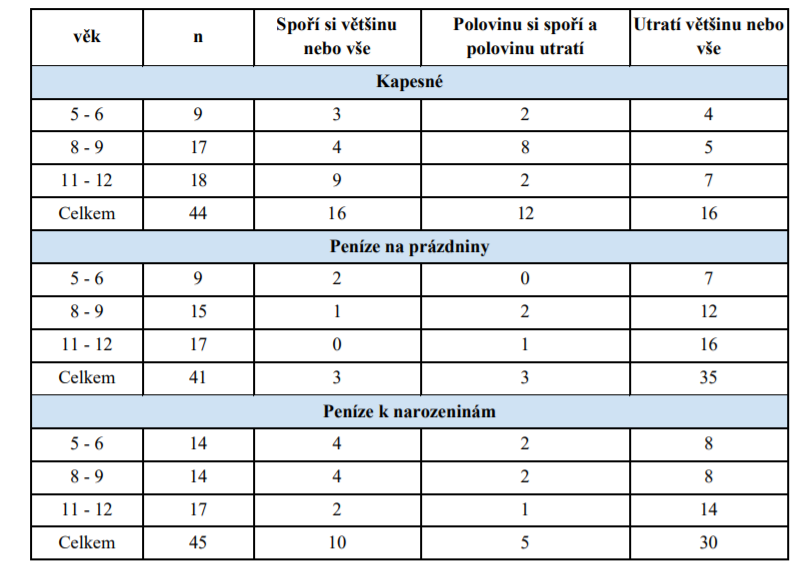 věk n Spoří si většinu nebo vše Polovinu si spoří a polovinu utratí Utratí většinu nebo vše
Kapesné
5 - 6 9 3 2 4
8 - 9 17 4 8 5
11 - 12 18 9 2 7
Celkem 44 16 12 16
Peníze na prázdniny
5 - 6 9 2 0 7
8 - 9 15 1 2 12
11 - 12 17 0 1 16
Celkem 41 3 3 35
Peníze k narozeninám
5 - 6 14 4 2 8
8 - 9 14 4 2 8
11 - 12 17 2 1 14
Celkem 45 10 5 30